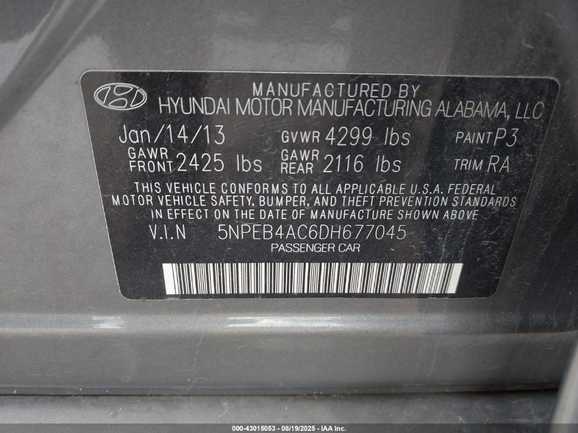 MANUFACTURED BY
HYUNDAI MOTOR MANUFACTURING ALABAMA, LLC
Jan/14/13 GVWR 4299 lbs PAINT P3
GAWR FRONT 2425 lbs GAWR REAR 2116 lbs TRIM RA
THIS VEHICLE CONFORMS TO ALL APPLICABLE U.S.A. FEDERAL
MOTOR VEHICLE SAFETY, BUMPER, AND THEFT PREVENTION STANDARDS
IN EFFECT ON THE DATE OF MANUFACTURE SHOWN ABOVE
V.I.N 5NPEB4AC6DH677045
PASSENGER CAR
000-43015053 - 08/19/2025 - IAA Inc.